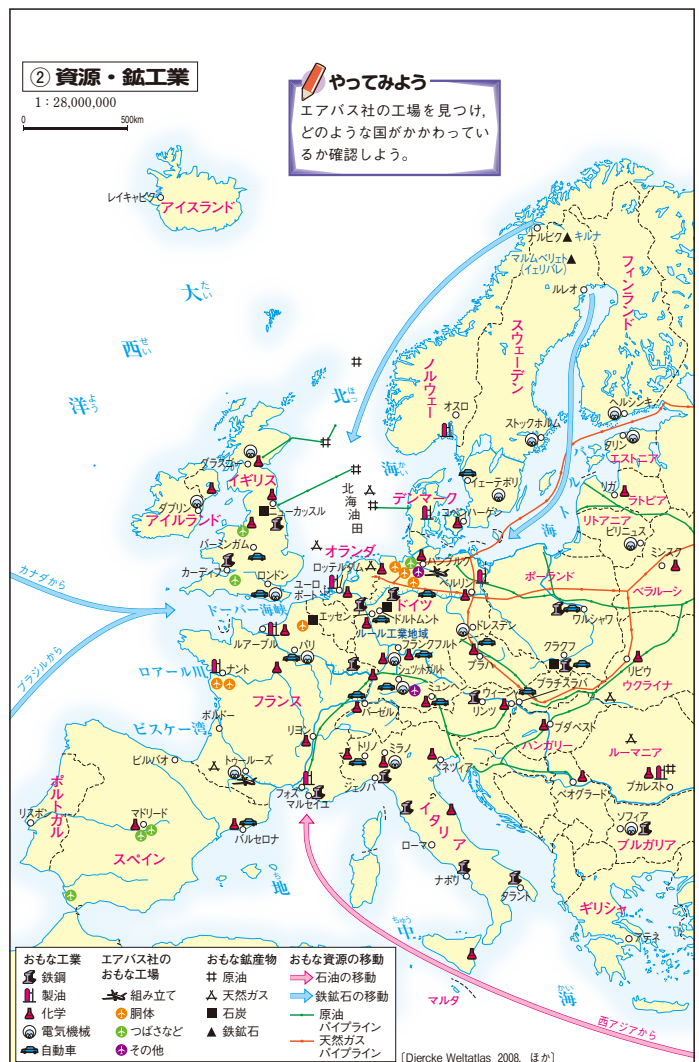 ② 資源・鉱工業
1:28,000,000
0 500km
やってみよう
エアバス社の工場を見つけ,
どのような国がかかわってい
るか確認しよう。
レイキャビク
アイスランド
ナルビク
キルナ
マルムベリェト
(イェリバレ)
ルレオ
フィンランド
スウェーデン
ノルウェー
大
たい
西
せい
洋
よう
北
ほっ
海
かい
オスロ
ストックホルム
ヘルシンキ
タリン
エストニア
イェーテボリ
バルト海
リガ
ラトビア
リトアニア
ビリニュス
ミンスク
ベラルーシ
グラスゴー
イギリス
ニューカッスル
ダブリン
アイルランド
バーミンガム
カーディフ
ロンドン
北海油田
デンマーク
コペンハーゲン
オランダ
ロッテルダム
ユーロポート
ハンブルク
ベルリン
ポーランド
ワルシャワ
ドイツ
エッセン
ドルトムント
ルール工業地域
ドレスデン
フランクフルト
プラハ
クラクフ
リビウ
ウクライナ
カナダから
ブラジルから
ドーバー海峡
ルアーブル
パリ
ロアール川
ナント
シュツットガルト
ミュ
ウィーン
ブラチスラバ
リンツ
フランス
バーゼル
ブダペスト
ハンガリー
ルーマニア
ビスケー湾
ボルドー
リヨン
トリノ
ミラノ
ベネツィア
ベオグラード
ブカレスト
ビルバオ
トゥールーズ
フォス
マルセイユ
ジェノバ
イタリア
ソフィア
ブルガリア
ポルトガル
リスボン
マドリード
スペイン
バルセロナ
ローマ
ナポリ
タラント
ギリシャ
アテネ
地
ち
中
ちゅう
海
かい
マルタ
西アジアから
おもな工業
鉄鋼
製油
化学
電気機械
自動車
エアバス社の
おもな工場
組み立て
胴体
つばさなど
その他
おもな鉱産物
原油
天然ガス
石炭
鉄鉱石
おもな資源の移動
石油の移動
鉄鉱石の移動
原油
パイプライン
天然ガス
パイプライン
〔Diercke Weltatlas 2008, ほか〕